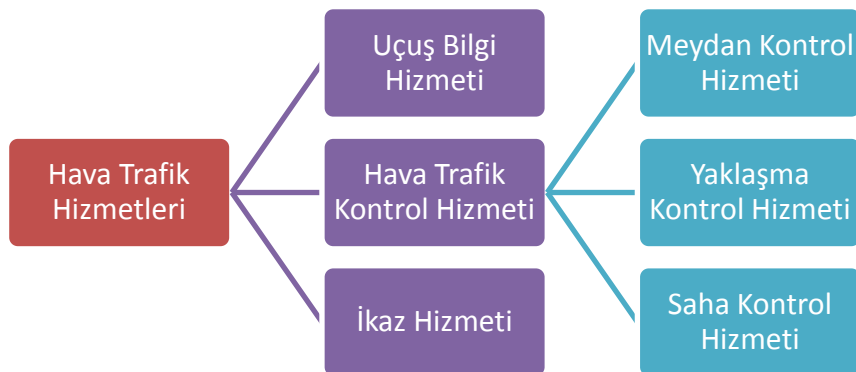 Hava Trafik
Hizmetleri
Uçuş Bilgi
Hizmeti
Hava Trafik
Kontrol Hizmeti
İkaz Hizmeti
Meydan Kontrol
Hizmeti
Yaklaşma
Kontrol Hizmeti
Saha Kontrol
Hizmeti